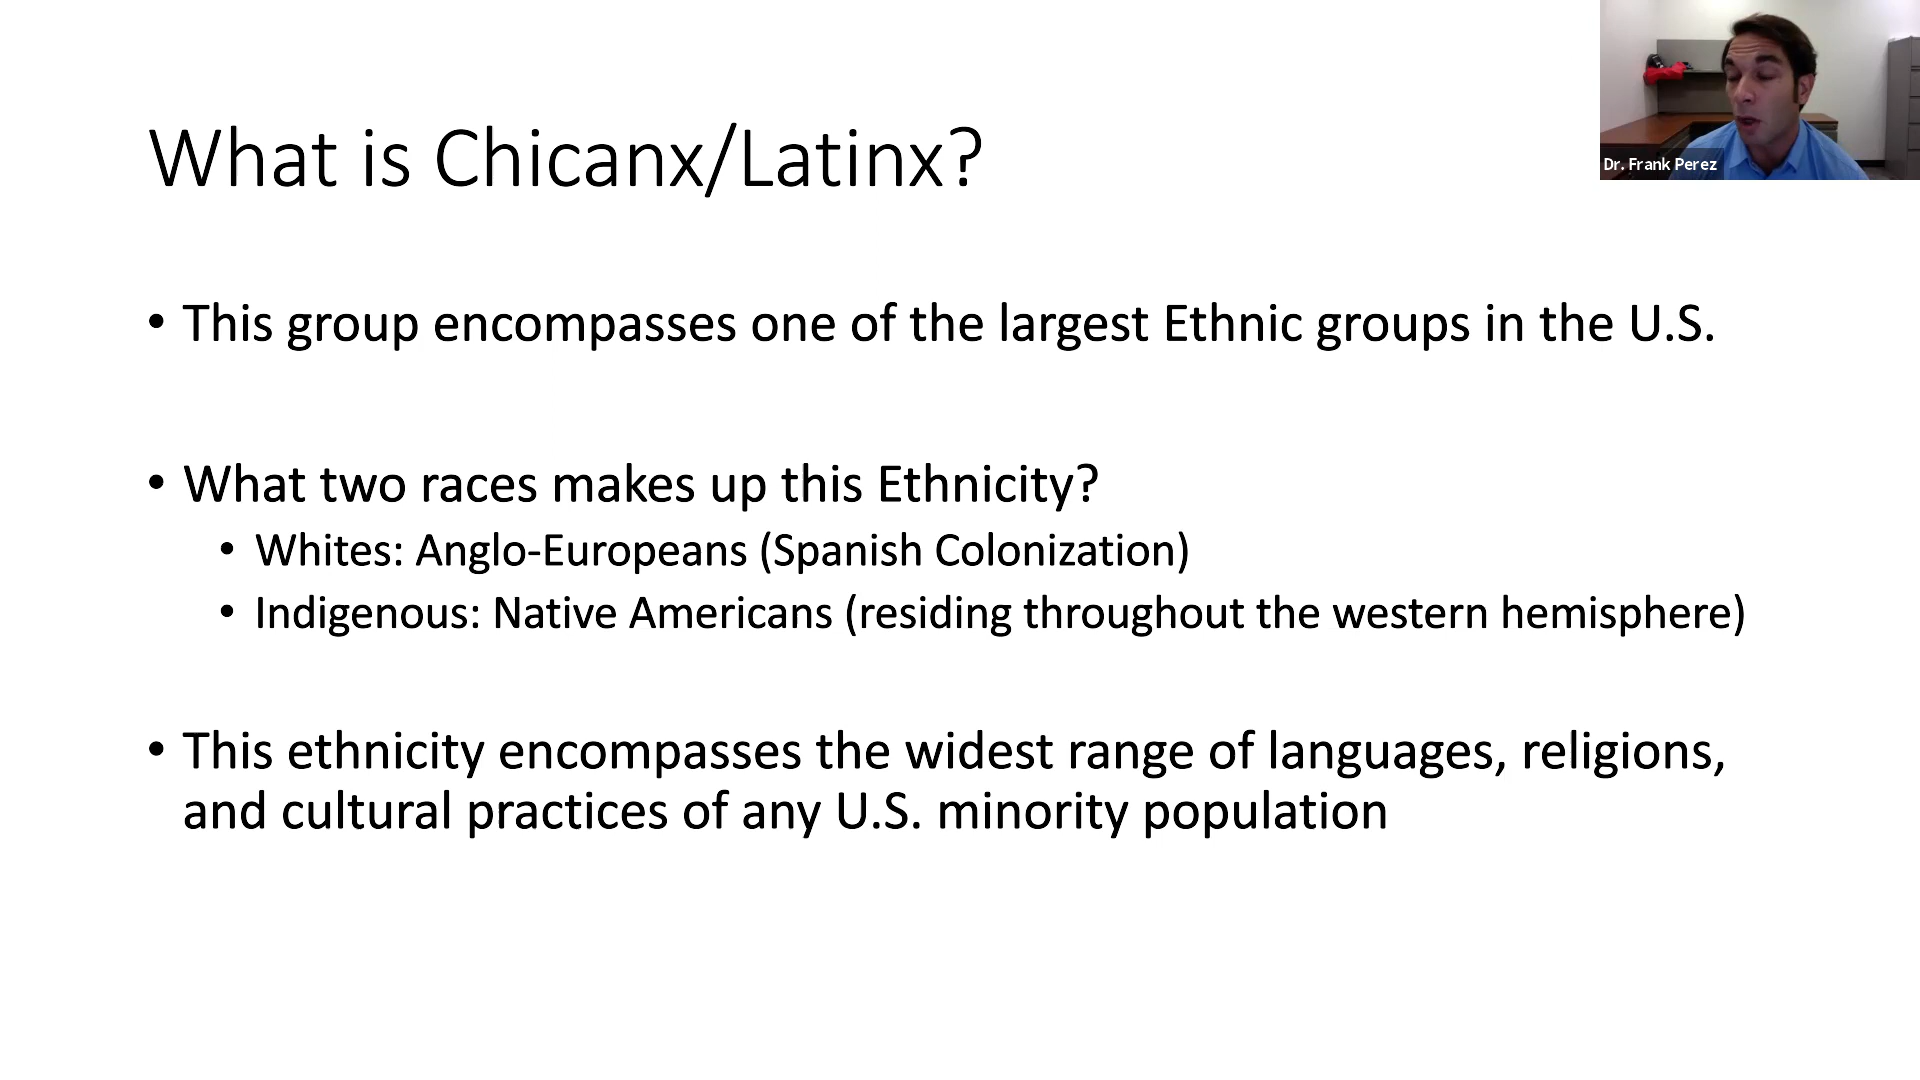 What is Chicanx/Latinx?
Dr. Frank Perez
• This group encompasses one of the largest Ethnic groups in the U.S.
• What two races makes up this Ethnicity?
• Whites: Anglo-Europeans (Spanish Colonization)
• Indigenous: Native Americans (residing throughout the western hemisphere)
• This ethnicity encompasses the widest range of languages, religions,
and cultural practices of any U.S. minority population